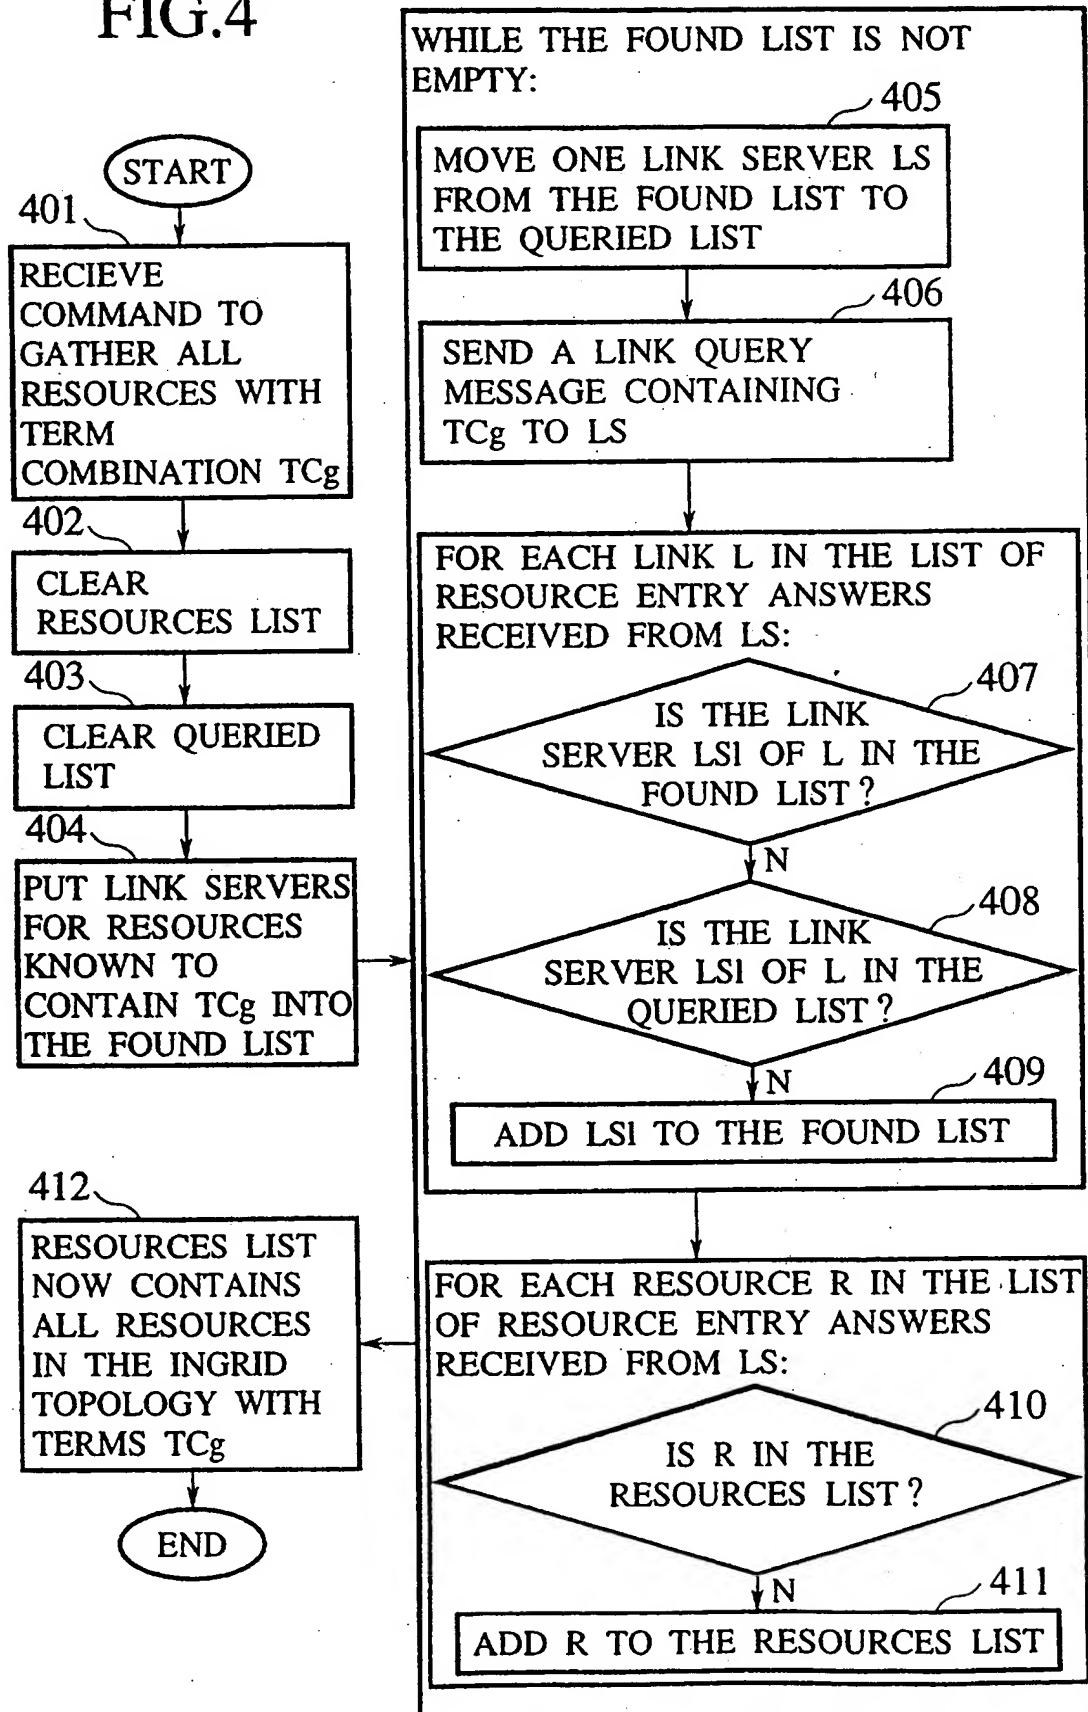 FIG.4
START
401
RECIEVE
COMMAND TO
GATHER ALL
RESOURCES WITH
TERM
COMBINATION TCg
402
CLEAR
RESOURCES LIST
403
CLEAR QUERIED
LIST
404
PUT LINK SERVERS
FOR RESOURCES
KNOWN TO
CONTAIN TCg INTO
THE FOUND LIST
WHILE THE FOUND LIST IS NOT
EMPTY:
405
MOVE ONE LINK SERVER LS
FROM THE FOUND LIST TO
THE QUERIED LIST
406
SEND A LINK QUERY
MESSAGE CONTAINING
TCg TO LS
FOR EACH LINK L IN THE LIST OF
RESOURCE ENTRY ANSWERS
RECEIVED FROM LS:
407
IS THE LINK
SERVER LSl OF L IN THE
FOUND LIST?
N
408
IS THE LINK
SERVER LSl OF L IN THE
QUERIED LIST?
N
409
ADD LSl TO THE FOUND LIST
FOR EACH RESOURCE R IN THE LIST
OF RESOURCE ENTRY ANSWERS
RECEIVED FROM LS:
410
IS R IN THE
RESOURCES LIST?
N
411
ADD R TO THE RESOURCES LIST
412
RESOURCES LIST
NOW CONTAINS
ALL RESOURCES
IN THE INGRID
TOPOLOGY WITH
TERMS TCg
END